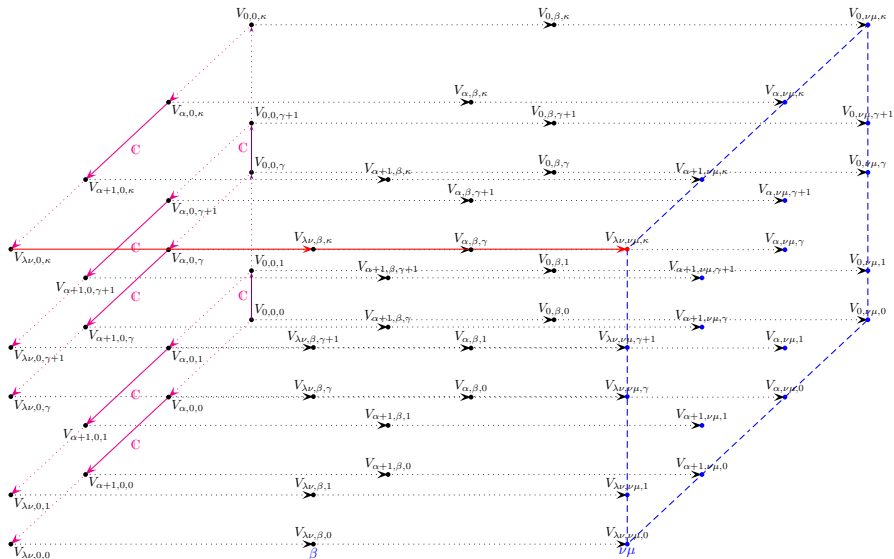 V_{0,0,κ} V_{0,β,κ} V_{0,νμ,κ}
V_{α,β,κ} V_{α,νμ,κ}
V_{α,0,κ}
V_{0,0,γ+1} V_{0,β,γ+1} V_{0,νμ,γ+1}
C C
V_{0,0,γ} V_{α+1,β,κ} V_{0,β,γ} V_{α+1,νμ,κ} V_{0,νμ,γ}
V_{α+1,0,κ} V_{α,β,γ+1} V_{α,νμ,γ+1}
V_{α,0,γ+1}
V_{λν,β,κ} V_{α,β,γ} V_{λν,νμ,κ} V_{α,νμ,γ}
C
V_{λν,0,κ} V_{α,0,γ} V_{0,0,1} V_{α+1,β,γ+1} V_{0,β,1} V_{α+1,νμ,γ+1} V_{0,νμ,1}
V_{α+1,0,γ+1} C C
V_{0,0,0} V_{α+1,β,γ} V_{0,β,0} V_{α+1,νμ,γ} V_{0,νμ,0}
V_{α+1,0,γ} V_{λν,β,γ+1} V_{α,β,1} V_{λν,νμ,γ+1} V_{α,νμ,1}
V_{λν,0,γ+1} V_{α,0,1}
V_{λν,β,γ} V_{α,β,0} V_{λν,νμ,γ} V_{α,νμ,0}
C
V_{λν,0,γ} V_{α,0,0}
V_{α+1,β,1} V_{α+1,νμ,1}
V_{α+1,0,1} C
V_{α+1,β,0} V_{α+1,νμ,0}
V_{α+1,0,0} V_{λν,β,1} V_{λν,νμ,1}
V_{λν,0,1}
V_{λν,β,0} V_{λν,νμ,0}
V_{λν,0,0} β νμ